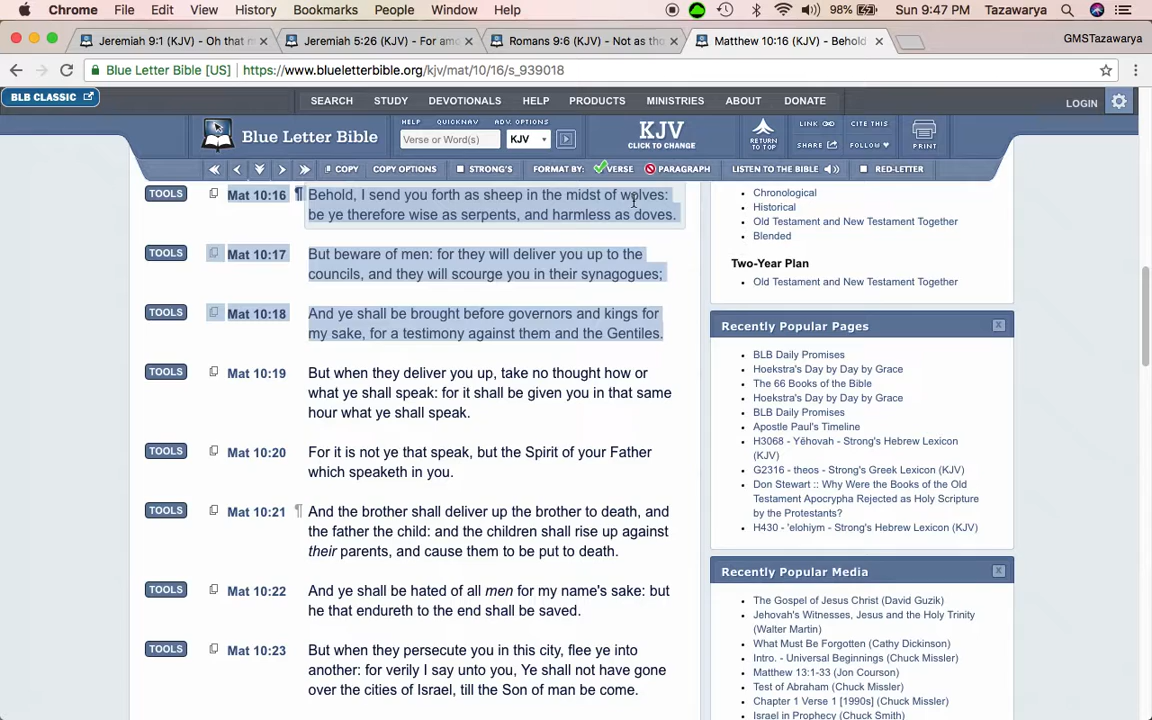 Chrome File Edit View History Bookmarks People Window Help 98% Sun 9:47 PM Tazawarya
Jeremiah 9:1 (KJV) - Oh that m
Jeremiah 5:26 (KJV) - For amo
Romans 9:6 (KJV) - Not as tho
Matthew 10:16 (KJV) - Behold
GMSTazawarya
Blue Letter Bible [US] https://www.blueletterbible.org/kjv/mat/10/16/s_939018
BLB CLASSIC
SEARCH STUDY DEVOTIONALS HELP PRODUCTS MINISTRIES ABOUT DONATE LOGIN
Blue Letter Bible
HELP QUICKNAV ADV. OPTIONS
Verse or Word(s) KJV
KJV
CLICK TO CHANGE
RETURN TO TOP
LINK CITE THIS
SHARE FOLLOW
PRINT
COPY COPY OPTIONS STRONG'S FORMAT BY: VERSE PARAGRAPH LISTEN TO THE BIBLE RED-LETTER
TOOLS Mat 10:16 ¶ Behold, I send you forth as sheep in the midst of wolves:
be ye therefore wise as serpents, and harmless as doves.
TOOLS Mat 10:17 But beware of men: for they will deliver you up to the
councils, and they will scourge you in their synagogues;
TOOLS Mat 10:18 And ye shall be brought before governors and kings for
my sake, for a testimony against them and the Gentiles.
TOOLS Mat 10:19 But when they deliver you up, take no thought how or
what ye shall speak: for it shall be given you in that same
hour what ye shall speak.
TOOLS Mat 10:20 For it is not ye that speak, but the Spirit of your Father
which speaketh in you.
TOOLS Mat 10:21 ¶ And the brother shall deliver up the brother to death, and
the father the child: and the children shall rise up against
their parents, and cause them to be put to death.
TOOLS Mat 10:22 And ye shall be hated of all men for my name's sake: but
he that endureth to the end shall be saved.
TOOLS Mat 10:23 But when they persecute you in this city, flee ye into
another: for verily I say unto you, Ye shall not have gone
over the cities of Israel, till the Son of man be come.
Chronological
Historical
Old Testament and New Testament Together
Blended
Two-Year Plan
Old Testament and New Testament Together
Recently Popular Pages
BLB Daily Promises
Hoekstra's Day by Day by Grace
The 66 Books of the Bible
Hoekstra's Day by Day by Grace
BLB Daily Promises
Apostle Paul's Timeline
H3068 - Yĕhovah - Strong's Hebrew Lexicon
(KJV)
G2316 - theos - Strong's Greek Lexicon (KJV)
Don Stewart :: Why Were the Books of the Old
Testament Apocrypha Rejected as Holy Scripture
by the Protestants?
H430 - 'elohiym - Strong's Hebrew Lexicon (KJV)
Recently Popular Media
The Gospel of Jesus Christ (David Guzik)
Jehovah's Witnesses, Jesus and the Holy Trinity
(Walter Martin)
What Must Be Forgotten (Cathy Dickinson)
Intro. - Universal Beginnings (Chuck Missler)
Matthew 13:1-33 (Jon Courson)
Test of Abraham (Chuck Missler)
Chapter 1 Verse 1 [1990s] (Chuck Missler)
Israel in Prophecy (Chuck Smith)